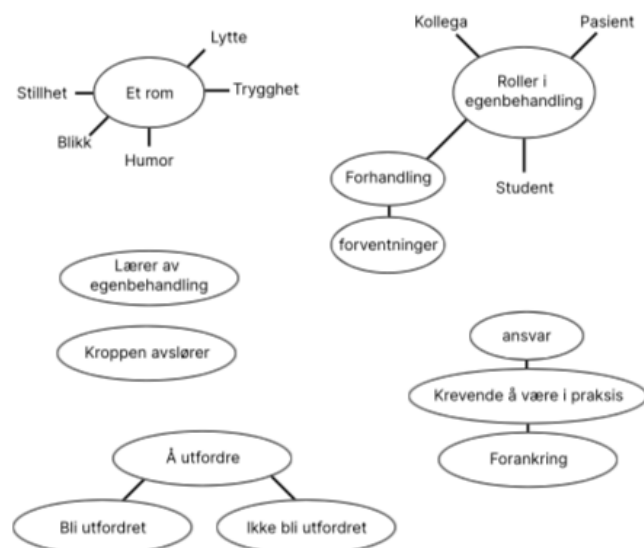 Lytte
Et rom
Stillhet
Trygghet
Blikk
Humor
Kollega
Pasient
Roller i
egenbehandling
Forhandling
Student
forventninger
Lærer av
egenbehandling
Kroppen avslører
ansvar
Krevende å være i praksis
Forankring
Å utfordre
Bli utfordret
Ikke bli utfordret